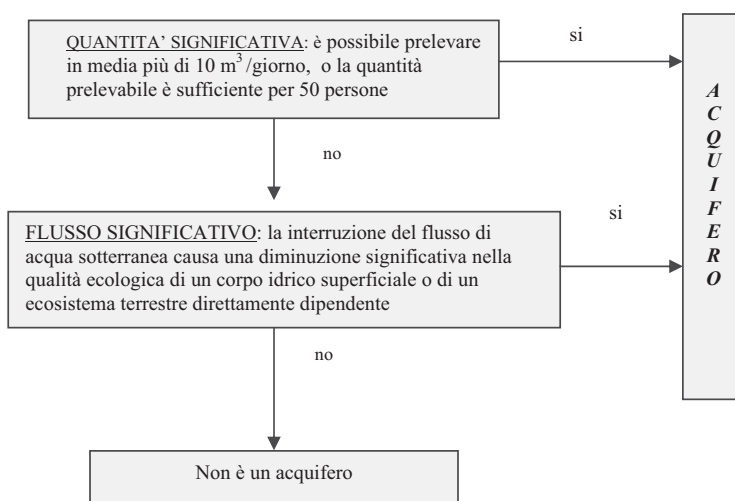 QUANTITA' SIGNIFICATIVA: è possibile prelevare
in media più di 10 m³/giorno, o la quantità
prelevabile è sufficiente per 50 persone
si
no
FLUSSO SIGNIFICATIVO: la interruzione del flusso di
acqua sotterranea causa una diminuzione significativa nella
qualità ecologica di un corpo idrico superficiale o di un
ecosistema terrestre direttamente dipendente
si
no
Non è un acquifero
A
C
Q
U
I
F
E
R
O